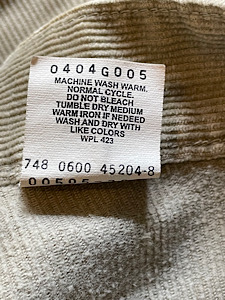 0404G005
MACHINE WASH WARM.
NORMAL CYCLE.
DO NOT BLEACH
TUMBLE DRY MEDIUM
WARM IRON IF NEEDED
WASH AND DRY WITH
LIKE COLORS
WPL 423
748 0600 45204-8